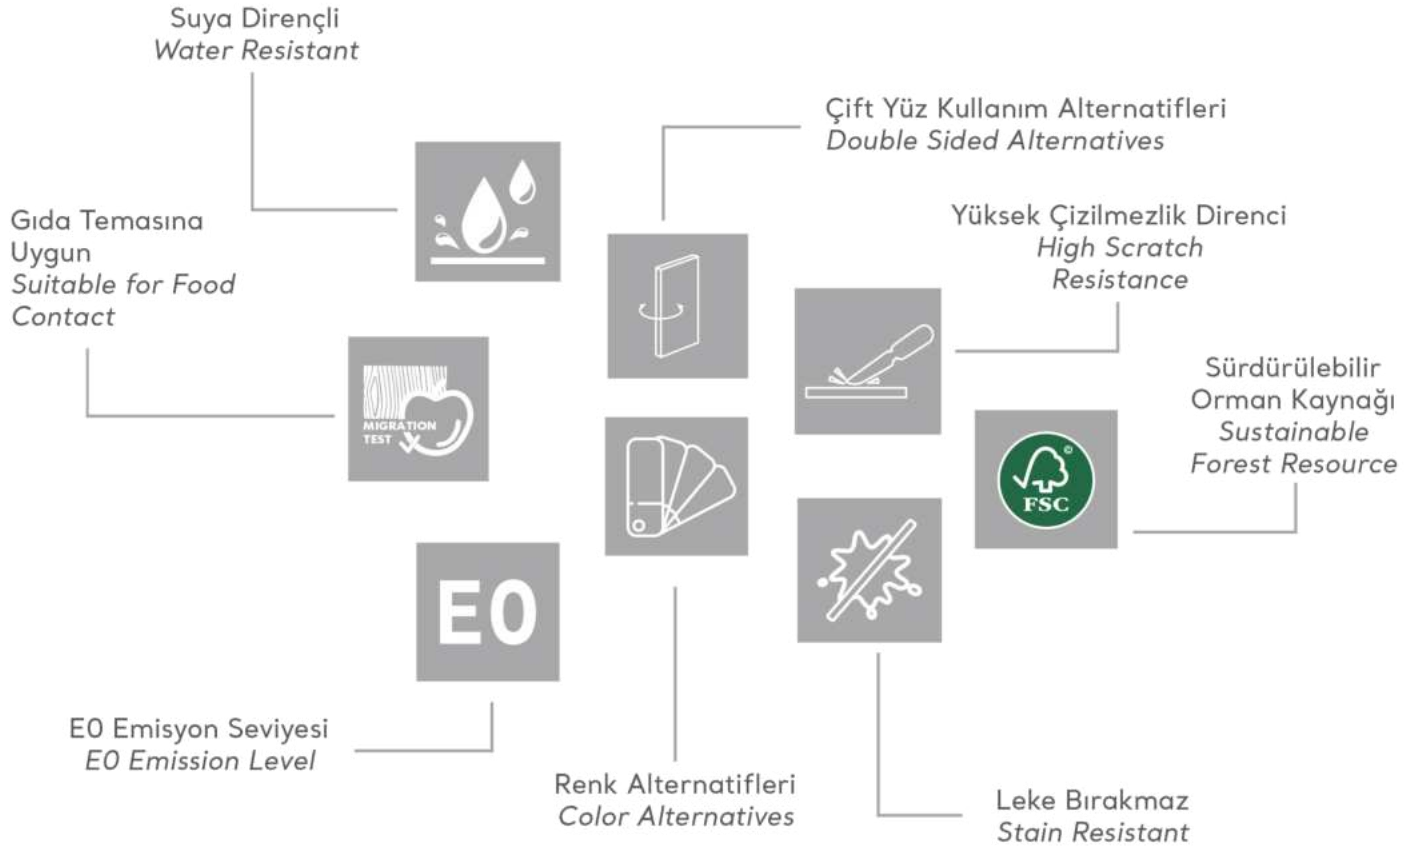 Suya Dirençli
Water Resistant
Çift Yüz Kullanım Alternatifleri
Double Sided Alternatives
Gıda Temasına
Uygun
Suitable for Food
Contact
Yüksek Çizilmezlik Direnci
High Scratch
Resistance
MIGRATION
TEST
Sürdürülebilir
Orman Kaynağı
Sustainable
Forest Resource
©
FSC
E0
E0 Emisyon Seviyesi
E0 Emission Level
Renk Alternatifleri
Color Alternatives
Leke Bırakmaz
Stain Resistant